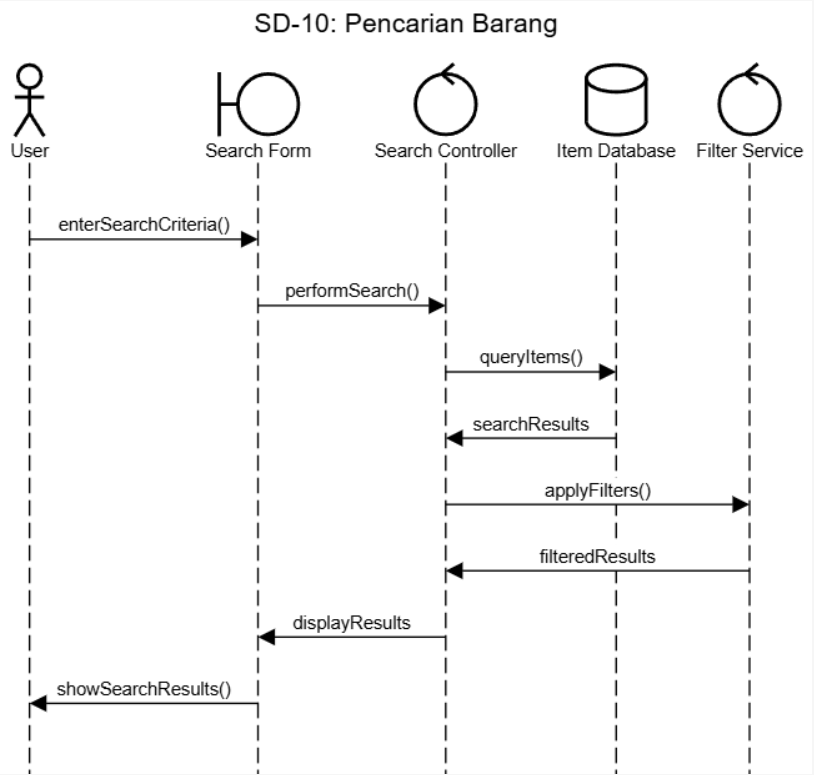 SD-10: Pencarian Barang
User
Search Form
Search Controller
Item Database
Filter Service
enterSearchCriteria()
performSearch()
queryItems()
searchResults
applyFilters()
filteredResults
displayResults
showSearchResults()